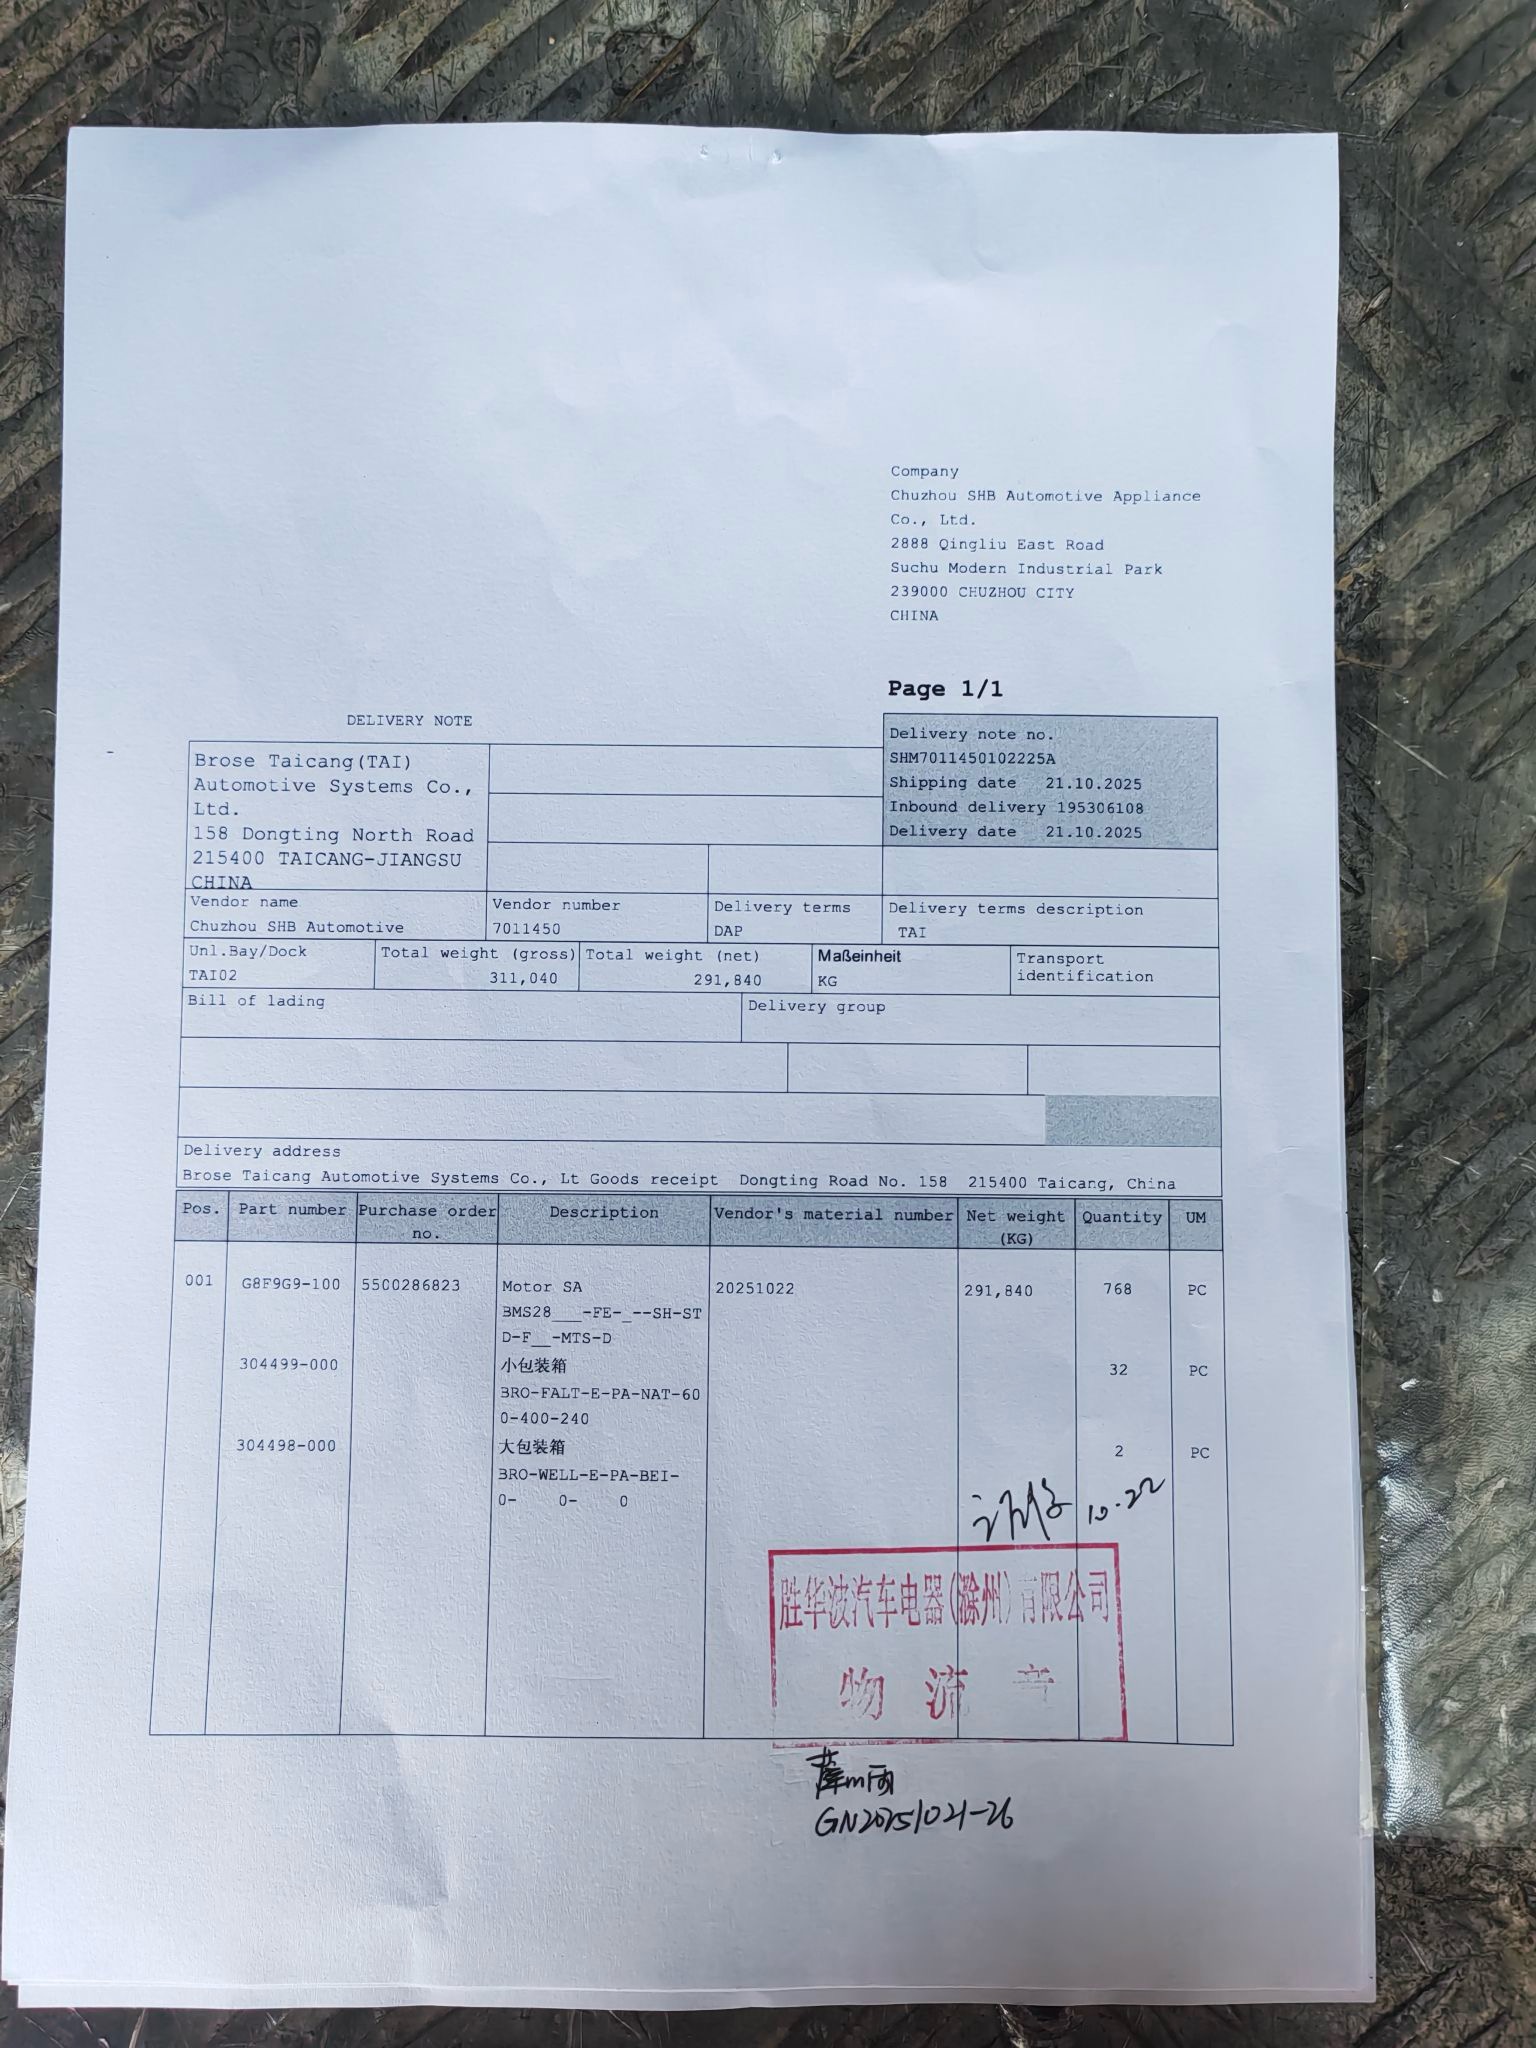 Company
Chuzhou SHB Automotive Appliance
Co., Ltd.
2888 Qingliu East Road
Suchu Modern Industrial Park
239000 CHUZHOU CITY
CHINA
Page 1/1
DELIVERY NOTE
Brose Taicang(TAI)
Automotive Systems Co.,
Ltd.
158 Dongting North Road
215400 TAICANG-JIANGSU
CHINA
Delivery note no.
SHM7011450102225A
Shipping date 21.10.2025
Inbound delivery 195306108
Delivery date 21.10.2025
Vendor name Vendor number Delivery terms Delivery terms description
Chuzhou SHB Automotive 7011450 DAP TAI
Unl.Bay/Dock Total weight (gross) Total weight (net) Maßeinheit Transport
identification
TAI02 311,040 291,840 KG
Bill of lading Delivery group
Delivery address
Brose Taicang Automotive Systems Co., Lt Goods receipt Dongting Road No. 158 215400 Taicang, China
Pos. Part number Purchase order Description Vendor's material number Net weight Quantity UM
no. (KG)
001 G8F9G9-100 5500286823 Motor SA 20251022 291,840 768 PC
BMS28___-FE-_--SH-ST
D-F__-MTS-D
304499-000 小包装箱 32 PC
BRO-FALT-E-PA-NAT-60
0-400-240
304498-000 大包装箱 2 PC
BRO-WELL-E-PA-BEI-
0- 0- 0
10.22
胜华波汽车电器(滁州)有限公司
物流章
GN20251021-26